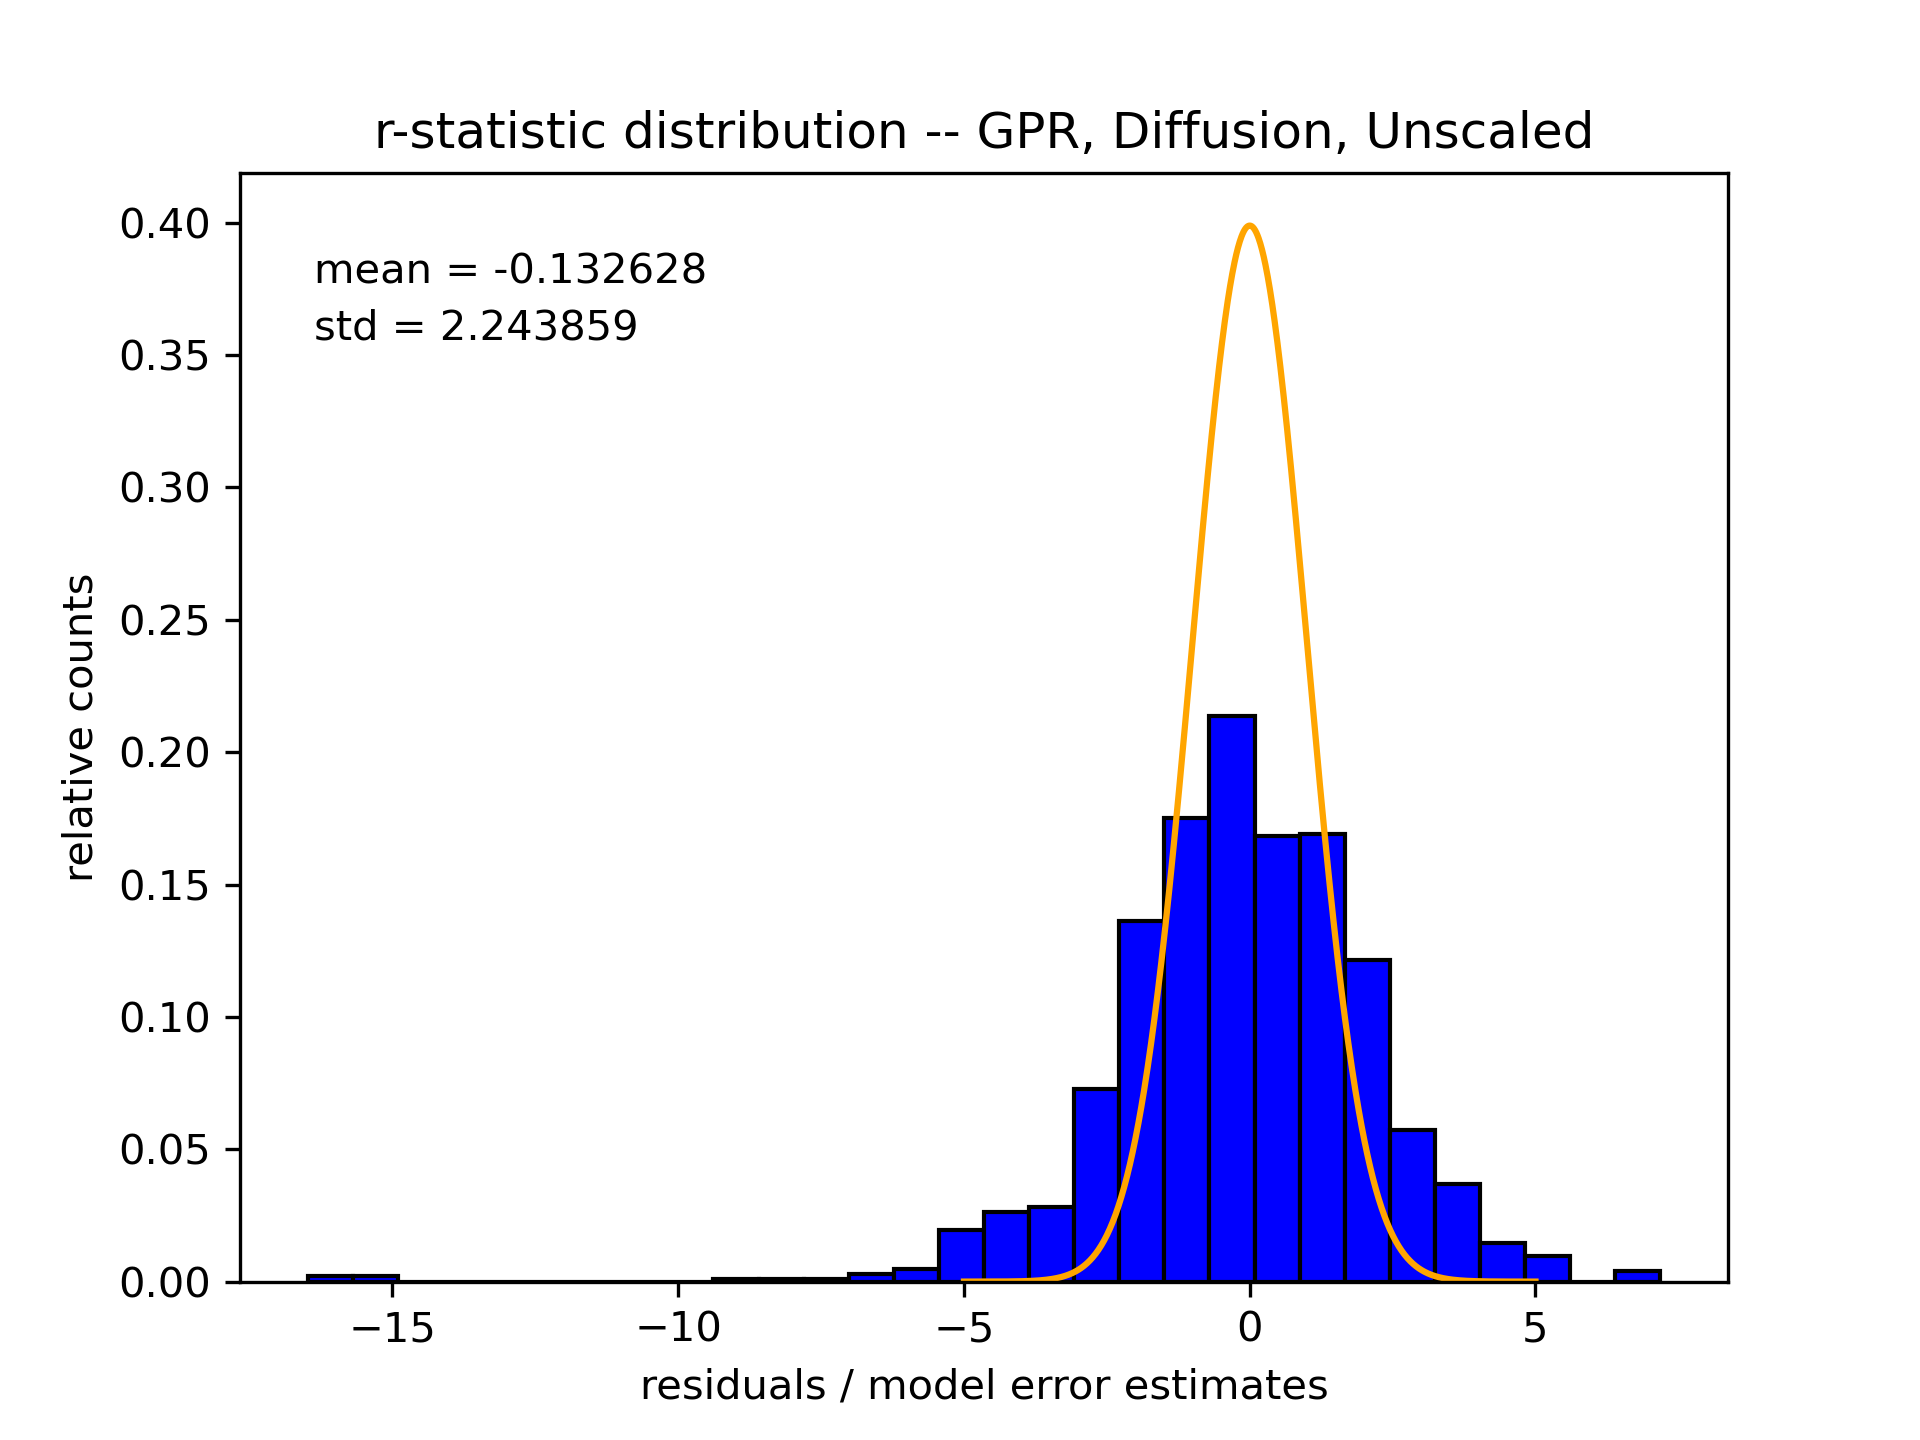 r-statistic distribution -- GPR, Diffusion, Unscaled
mean = -0.132628
std = 2.243859
relative counts
0.40
0.35
0.30
0.25
0.20
0.15
0.10
0.05
0.00
−15
−10
−5
0
5
residuals / model error estimates